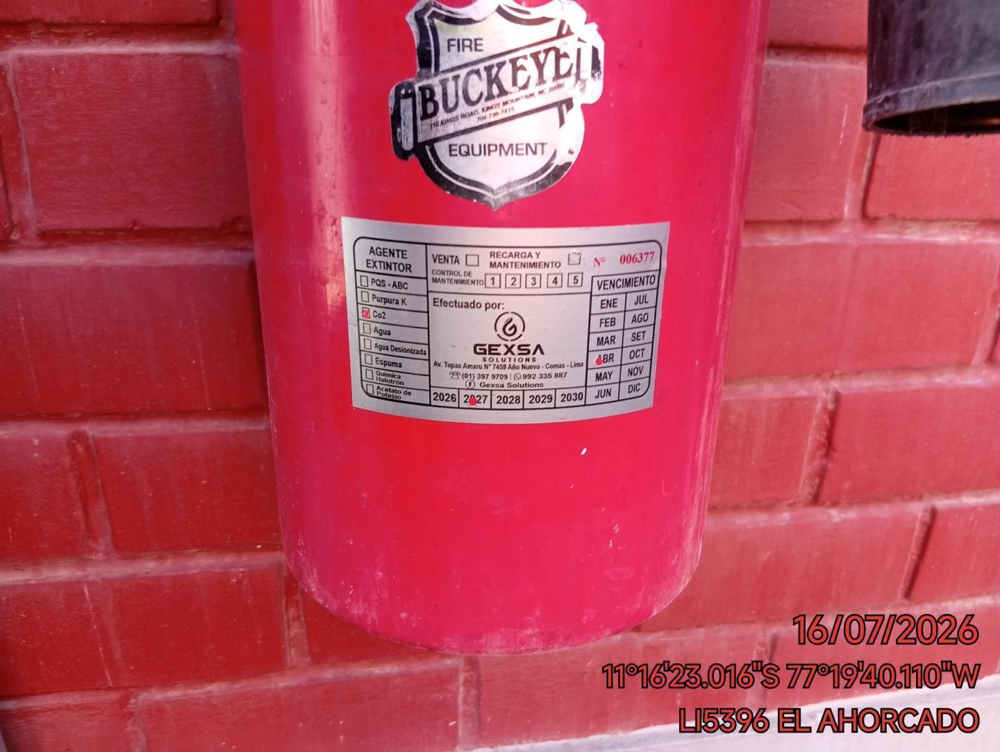 FIRE
BUCKEYE
110 KINGS ROAD, KINGS MOUNTAIN, NC 28086
704-739-7415
EQUIPMENT
AGENTE EXTINTOR
PQS - ABC
Purpura K
Co2
Agua
Agua Desionizada
Espuma
Quimica Halotrón
Acetato de Potasio
VENTA
RECARGA Y MANTENIMIENTO
N° 006377
CONTROL DE MANTENIMIENTO 1 2 3 4 5
Efectuado por:
GEXSA
SOLUTIONS
Av. Tupac Amaru N° 7459 Año Nuevo - Comas - Lima
(01) 397 9709 | 992 335 887
Gexsa Solutions
2026 2027 2028 2029 2030
VENCIMIENTO
ENE JUL
FEB AGO
MAR SET
ABR OCT
MAY NOV
JUN DIC
16/07/2026
11°16'23.016"S 77°19'40.110"W
LI5396 EL AHORCADO